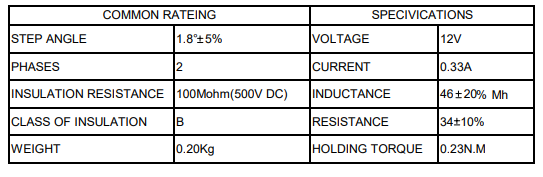 COMMON RATEING SPECIVICATIONS
STEP ANGLE 1.8°±5% VOLTAGE 12V
PHASES 2 CURRENT 0.33A
INSULATION RESISTANCE 100Mohm(500V DC) INDUCTANCE 46±20% Mh
CLASS OF INSULATION B RESISTANCE 34±10%
WEIGHT 0.20Kg HOLDING TORQUE 0.23N.M